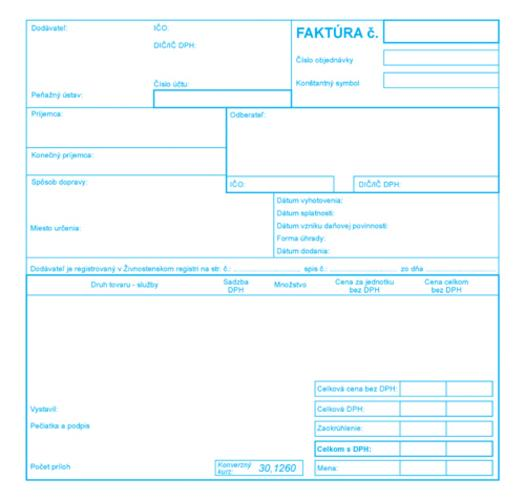 Dodávateľ: IČO: FAKTÚRA č.
DIČ/IČ DPH:
Číslo objednávky
Číslo účtu: Konštantný symbol
Peňažný ústav:
Príjemca: Odberateľ:
Konečný príjemca:
Spôsob dopravy: IČO: DIČ/IČ DPH:
Dátum vyhotovenia:
Dátum splatnosti:
Miesto určenia: Dátum vzniku daňovej povinnosti:
Forma úhrady:
Dátum dodania:
Dodávateľ je registrovaný v Živnostenskom registri na str. č.: ........................ spis č.: ........................ zo dňa ........................
Druh tovaru - služby Sadzba DPH Množstvo Cena za jednotku bez DPH Cena celkom bez DPH
Celková cena bez DPH:
Vystavil: Celková DPH:
Pečiatka a podpis Zaokrúhlenie:
Celkom s DPH:
Počet príloh Konverzný kurz: 30,1260 Mena: